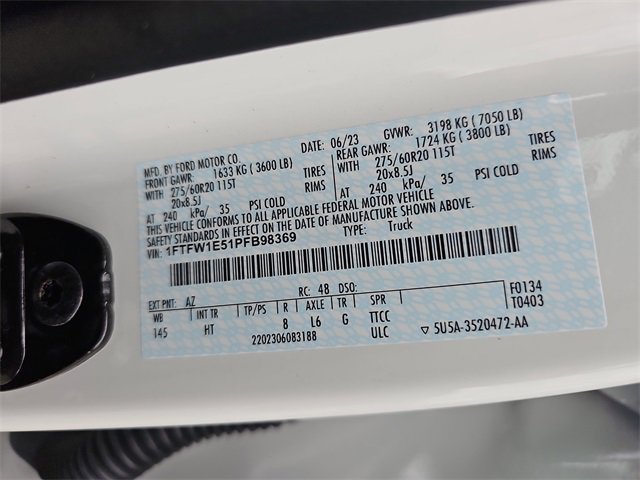 MFD. BY FORD MOTOR CO. DATE: 06/23 GVWR: 3198 KG ( 7050 LB)
FRONT GAWR: 1633 KG ( 3600 LB) REAR GAWR: 1724 KG ( 3800 LB)
WITH 275/60R20 115T TIRES WITH 275/60R20 115T TIRES
20x8.5J RIMS 20x8.5J RIMS
AT 240 kPa/ 35 PSI COLD AT 240 kPa/ 35 PSI COLD
THIS VEHICLE CONFORMS TO ALL APPLICABLE FEDERAL MOTOR VEHICLE
SAFETY STANDARDS IN EFFECT ON THE DATE OF MANUFACTURE SHOWN ABOVE.
VIN: 1FTFW1E51PFB98369 TYPE: Truck
EXT PNT: AZ RC: 48 DSO: F0134
WB INT TR TP/PS R AXLE TR SPR T0403
145 HT 8 L6 G TTCC
2202306083188 ULC 5U5A-3520472-AA